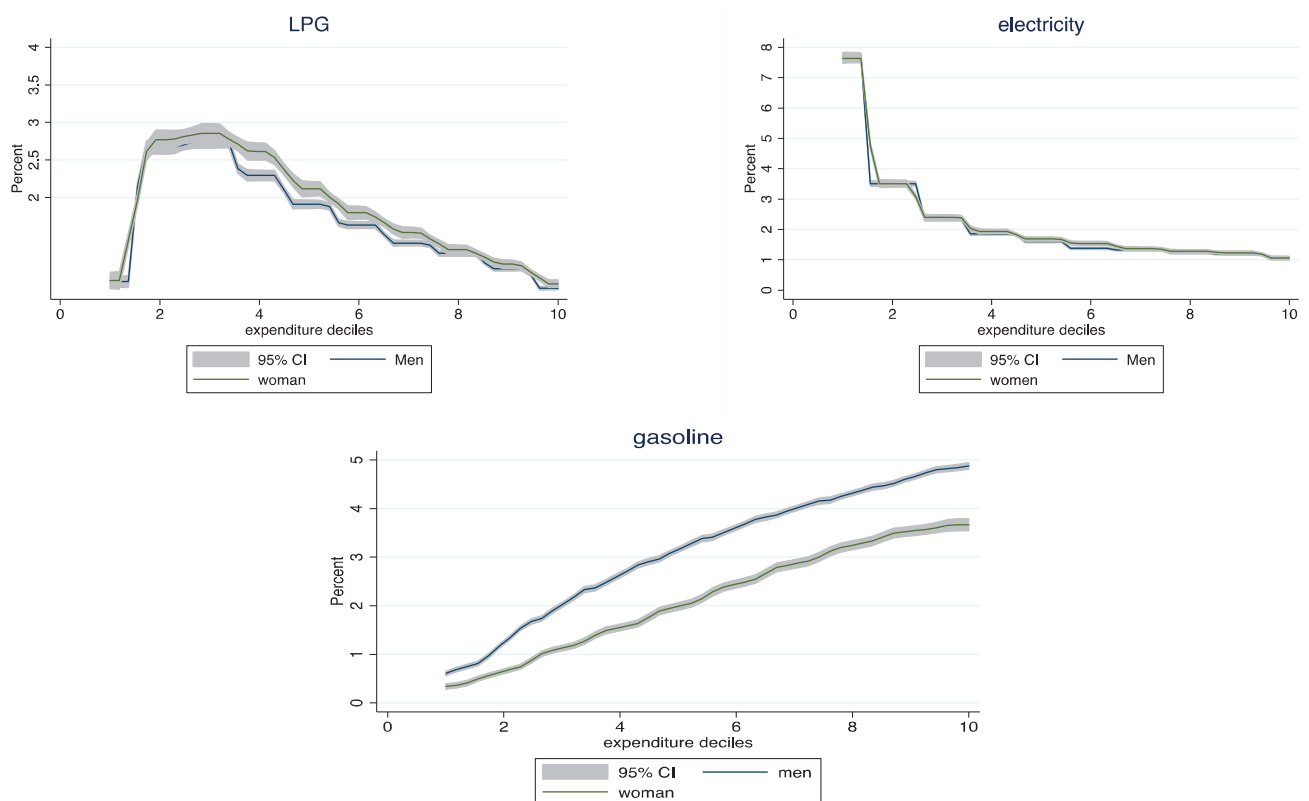 LPG
Percent
4
3.5
3
2.5
2
0 2 4 6 8 10
expenditure deciles
95% CI Men
woman
electricity
Percent
8
7
6
5
4
3
2
1
0
0 2 4 6 8 10
expenditure deciles
95% CI Men
women
gasoline
Percent
5
4
3
2
1
0
0 2 4 6 8 10
expenditure deciles
95% CI men
woman